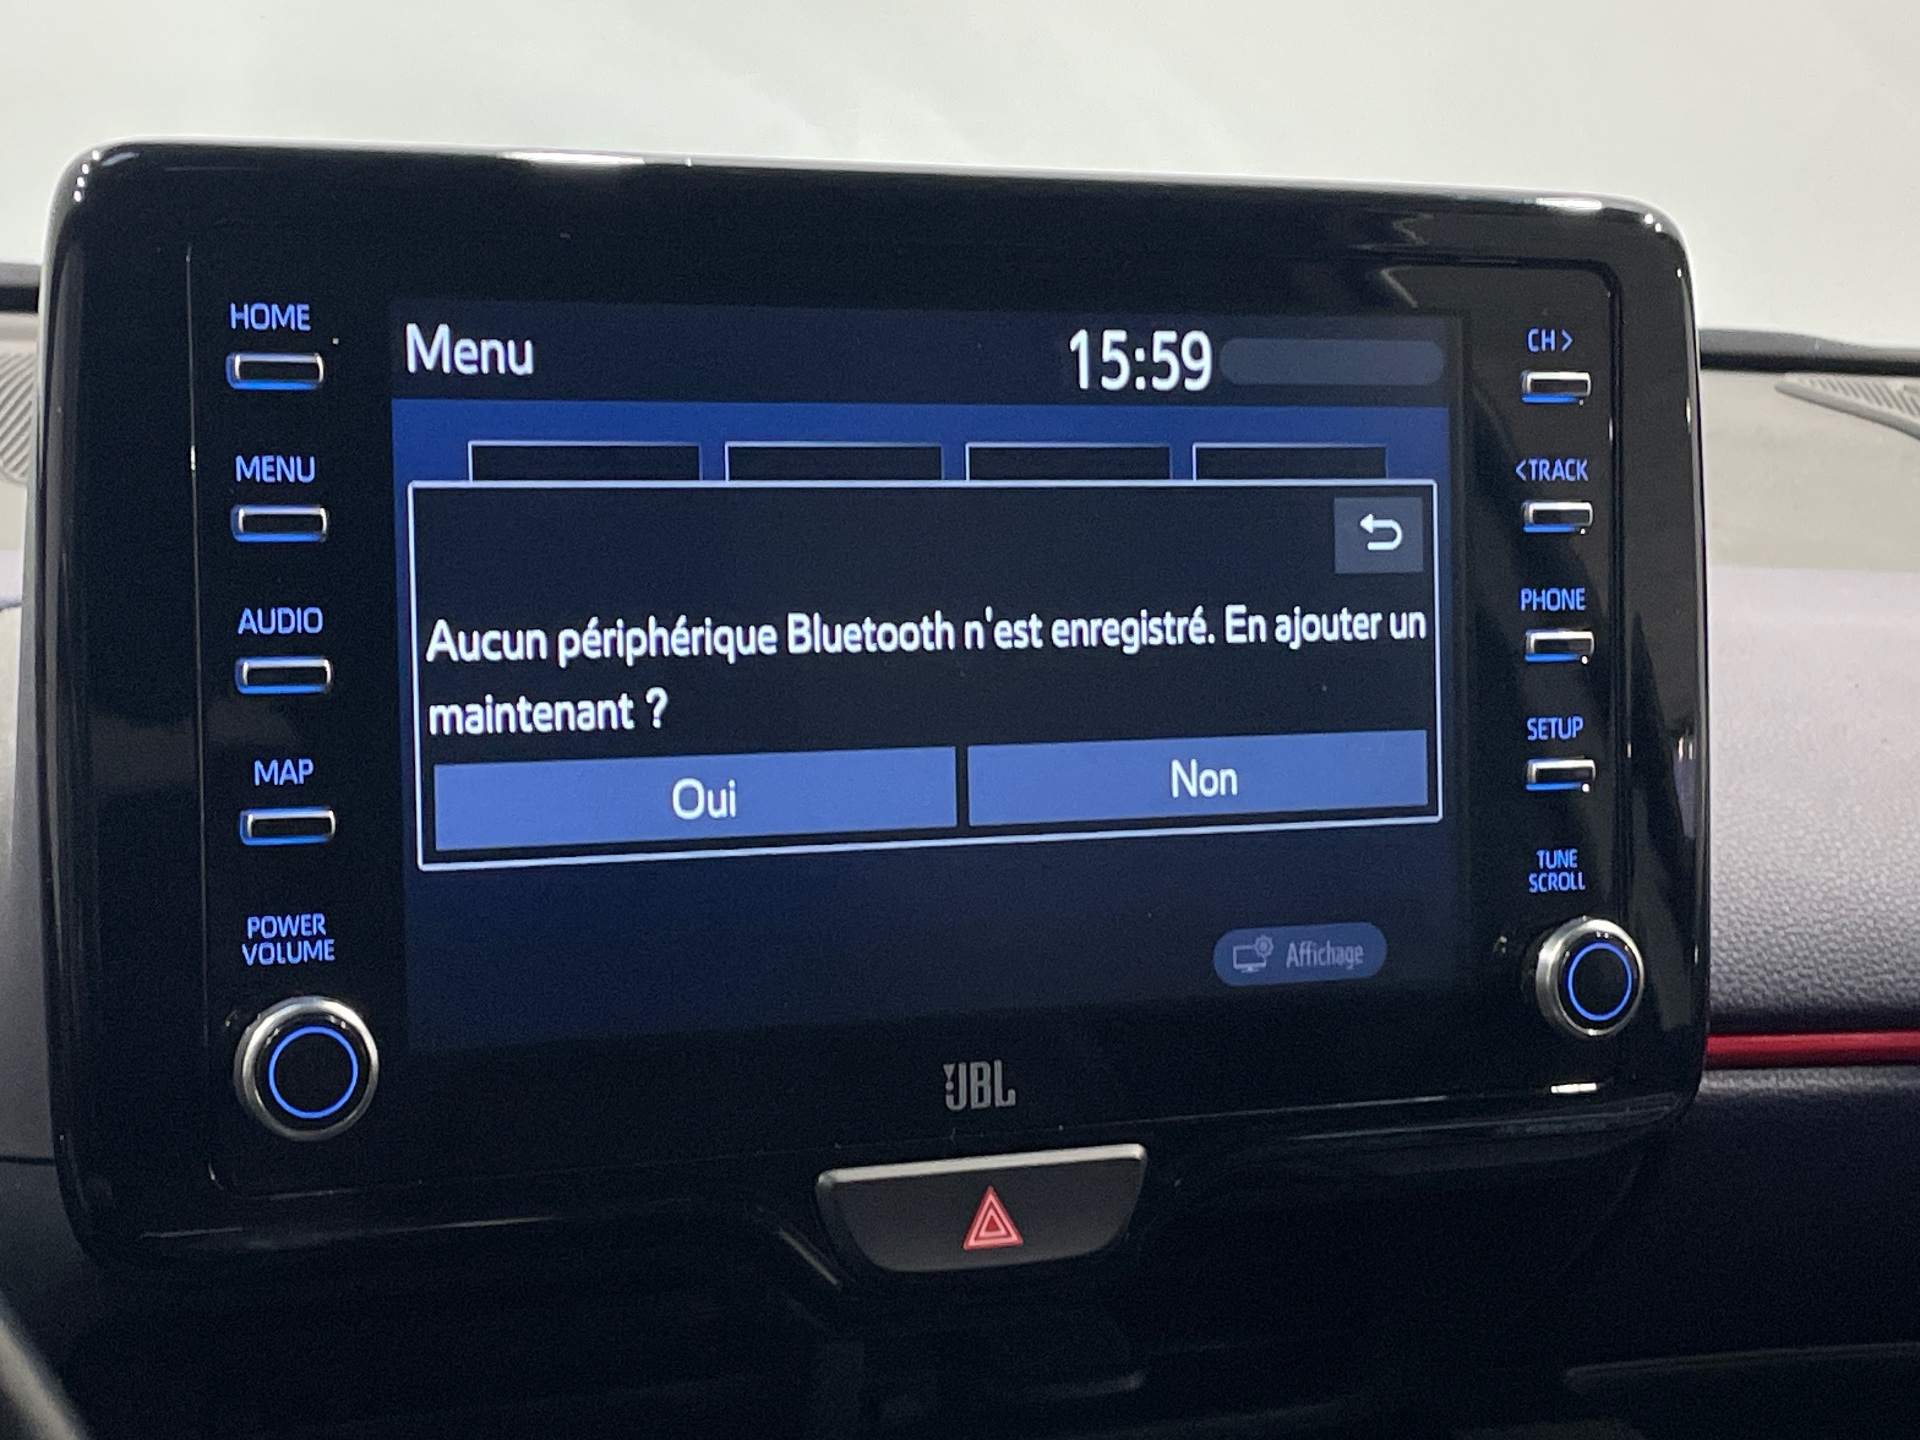 HOME
MENU
AUDIO
MAP
POWER
VOLUME
Menu
15:59
Aucun périphérique Bluetooth n'est enregistré. En ajouter un
maintenant ?
Oui
Non
Affichage
JBL
CH >
<TRACK
PHONE
SETUP
TUNE
SCROLL